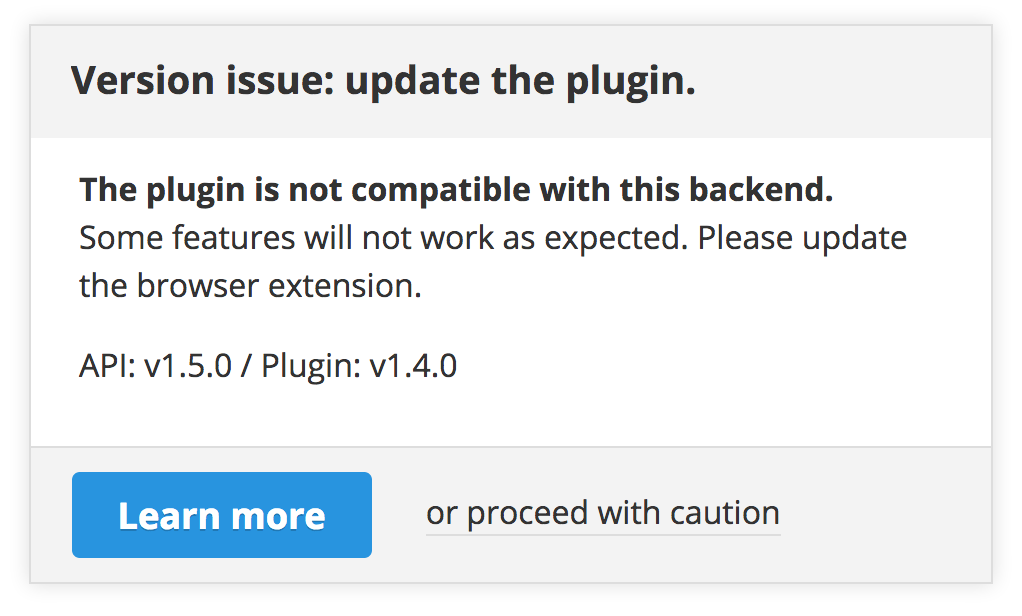 Version issue: update the plugin.
The plugin is not compatible with this backend.
Some features will not work as expected. Please update
the browser extension.
API: v1.5.0 / Plugin: v1.4.0
Learn more
or proceed with caution